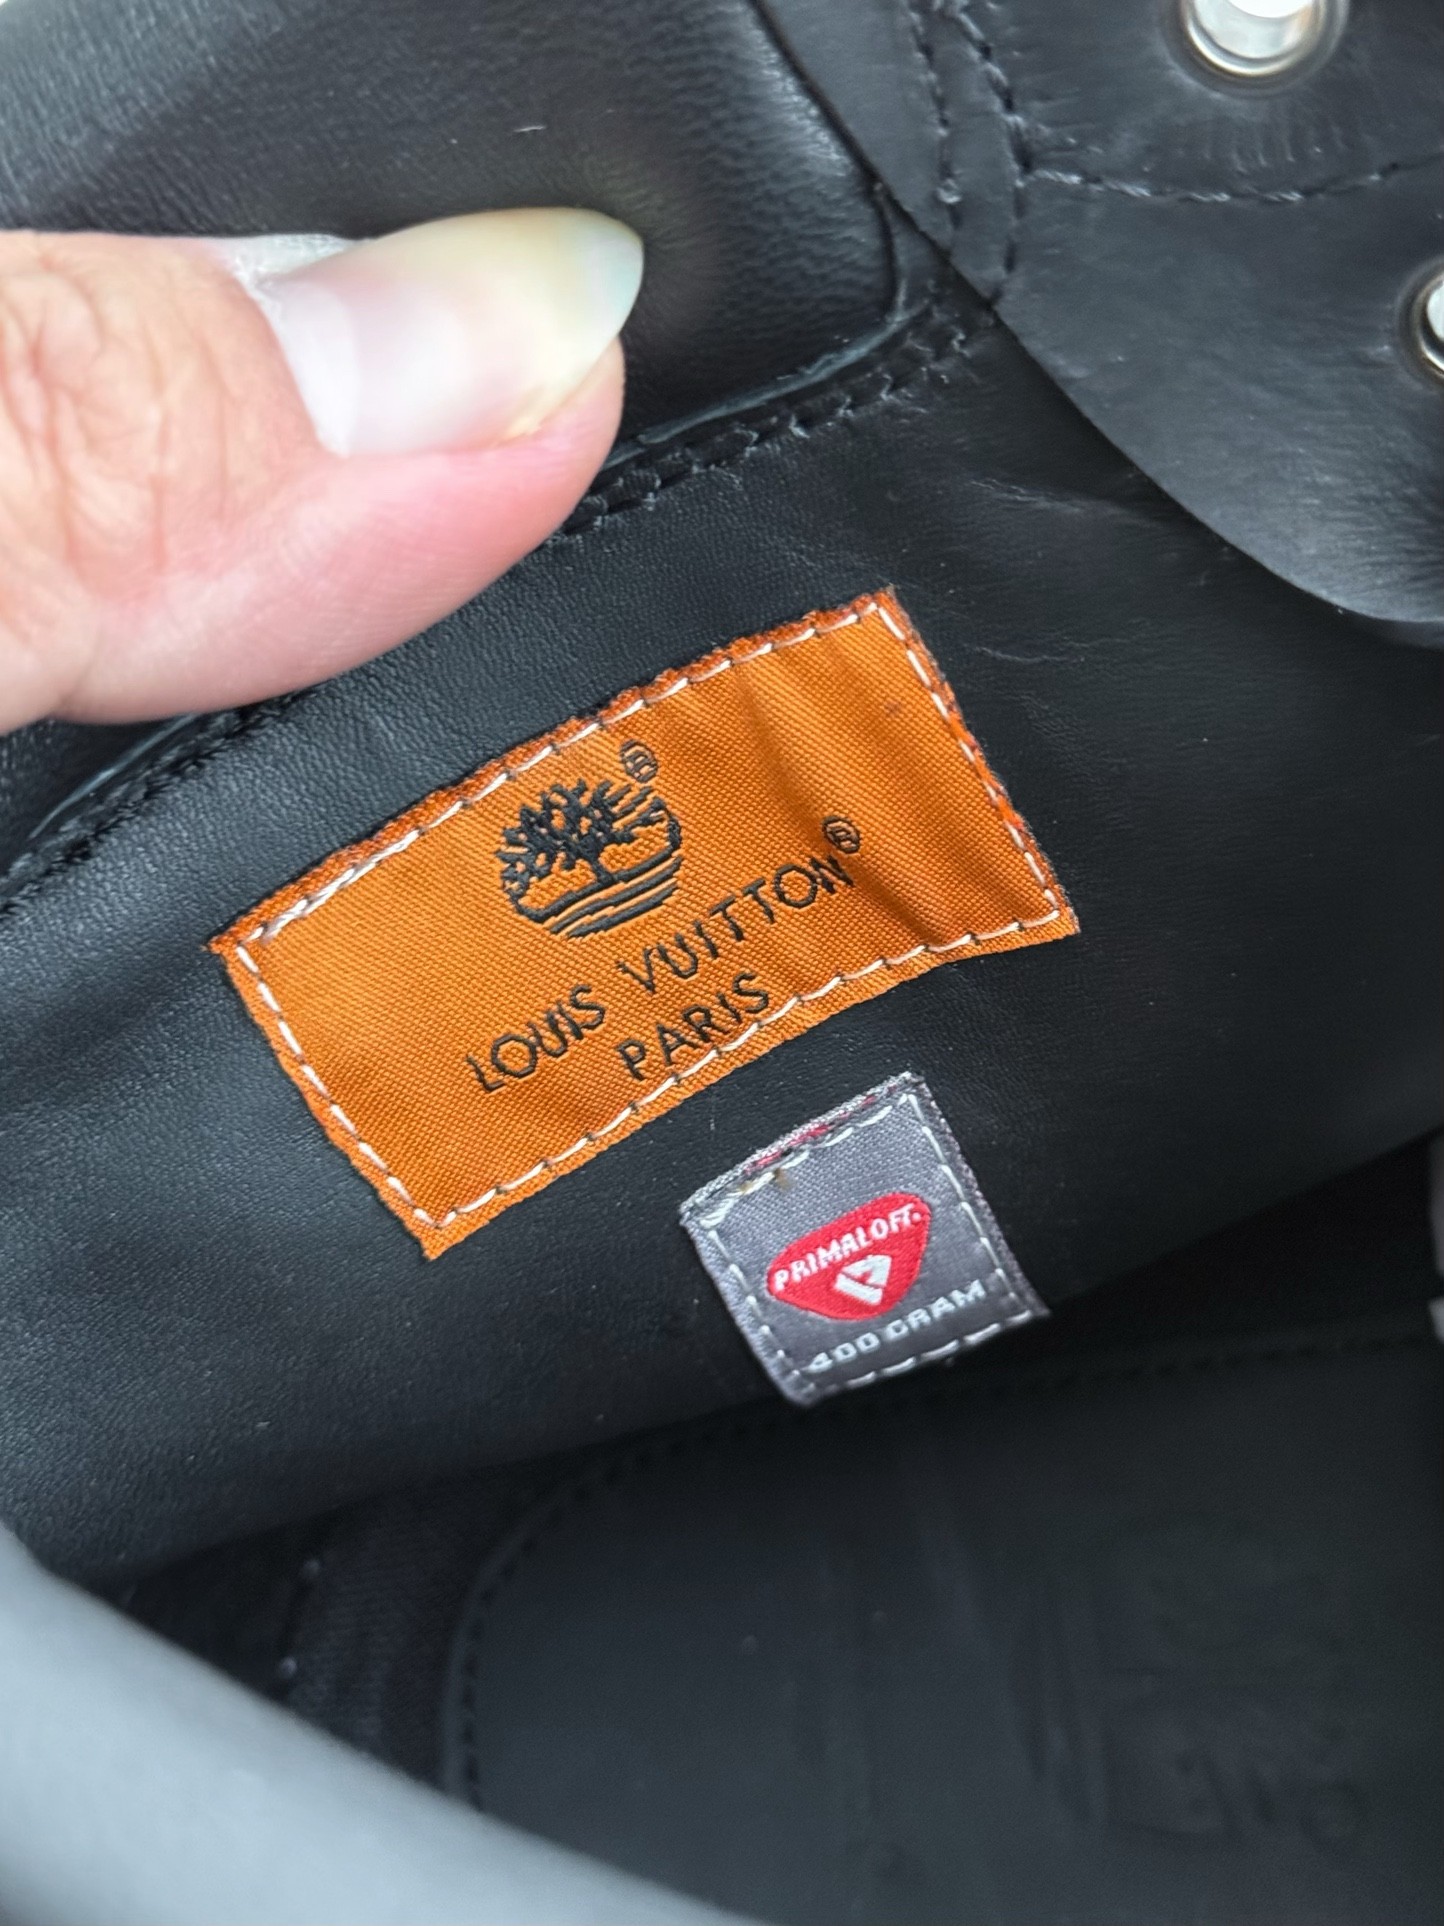 ®
LOUIS VUITTON®
PARIS
PRIMALOFT
400 GRAM